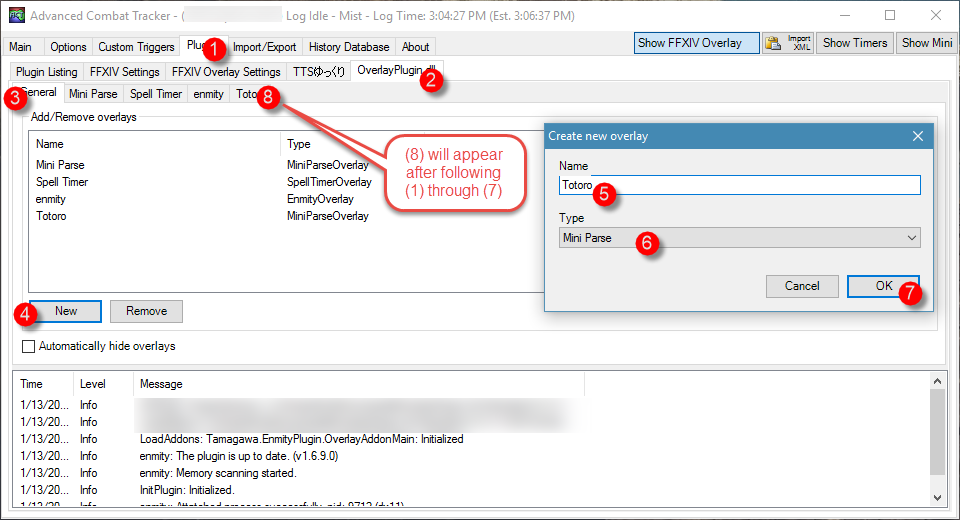 Advanced Combat Tracker - ( Log Idle - Mist - Log Time: 3:04:27 PM (Est. 3:06:37 PM)
Main Options Custom Triggers 1 Import/Export History Database About Show FFXIV Overlay Import XML Show Timers Show Mini
Plugin Listing FFXIV Settings FFXIV Overlay Settings TTSゆっくり OverlayPlugin.dll 2
3 General Mini Parse Spell Timer enmity Totoro 8
Add/Remove overlays
Name Type
Mini Parse MiniParseOverlay
Spell Timer SpellTimerOverlay
enmity EnmityOverlay
Totoro MiniParseOverlay
(8) will appear
after following
(1) through (7)
Create new overlay
Name
Totoro 5
Type
Mini Parse 6
Cancel OK 7
4 New Remove
Automatically hide overlays
Time Level Message
1/13/20... Info
1/13/20... Info
1/13/20... Info LoadAddons: Tamagawa.EnmityPlugin.OverlayAddonMain: Initialized
1/13/20... Info enmity: The plugin is up to date. (v1.6.9.0)
1/13/20... Info enmity: Memory scanning started.
1/13/20... Info InitPlugin: Initialized.
1/13/20... Info enmity: